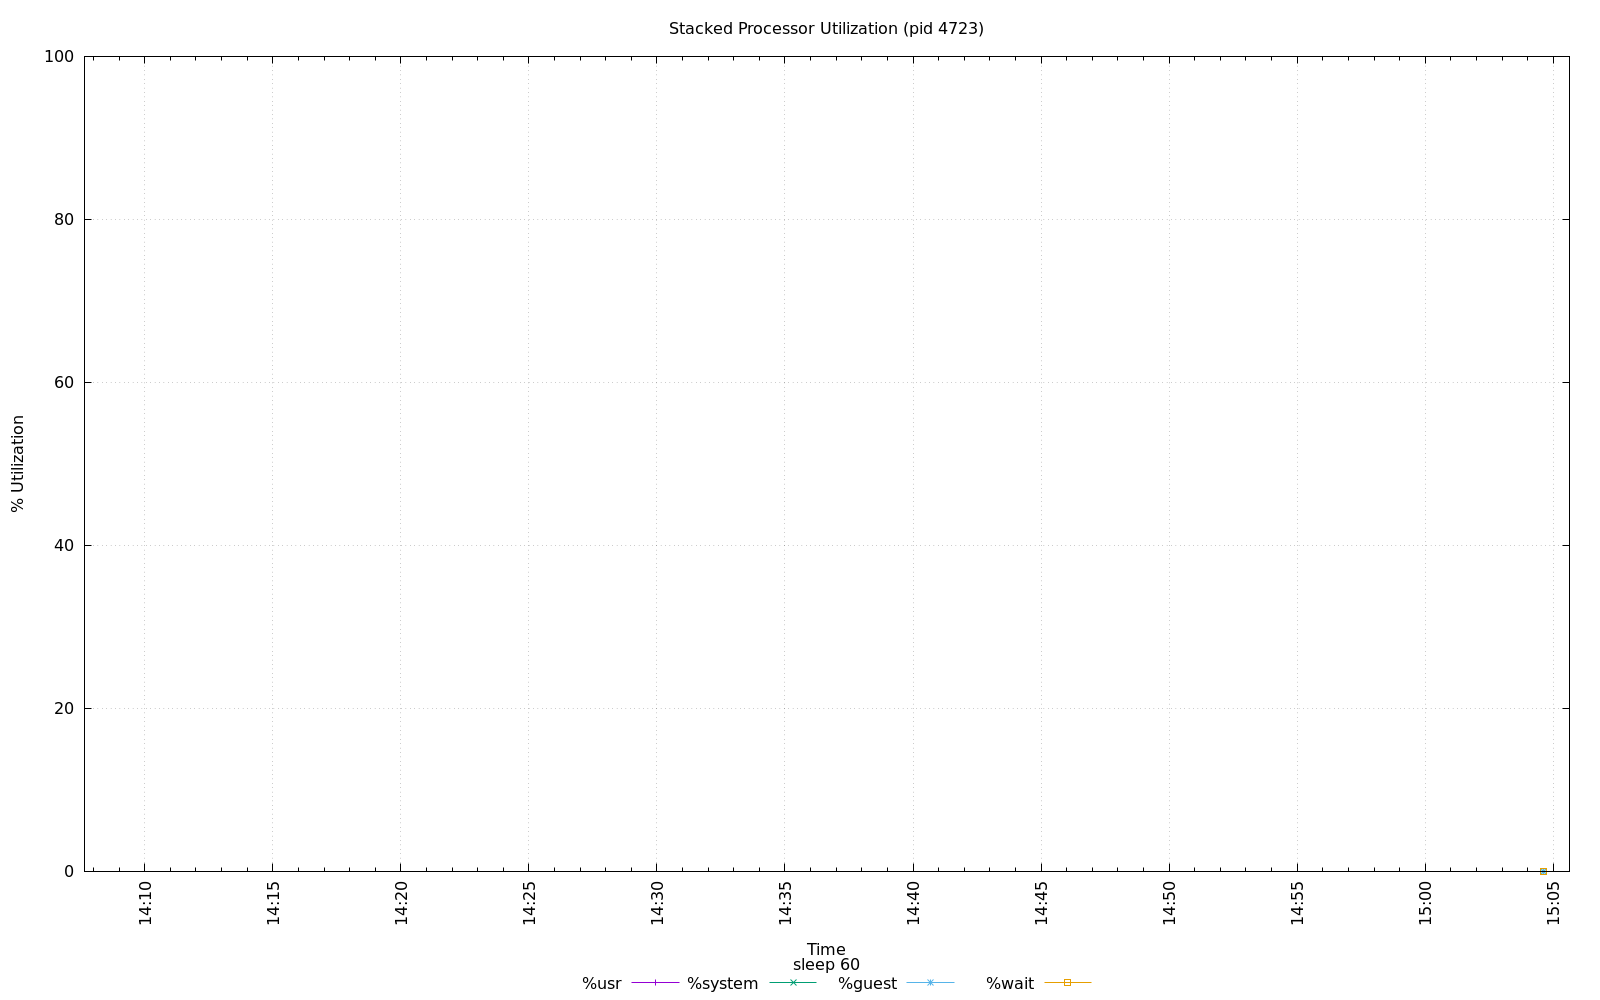 Stacked Processor Utilization (pid 4723)
100
80
60
40
20
0
% Utilization
14:10 14:15 14:20 14:25 14:30 14:35 14:40 14:45 14:50 14:55 15:00 15:05
Time
sleep 60
%usr %system %guest %wait